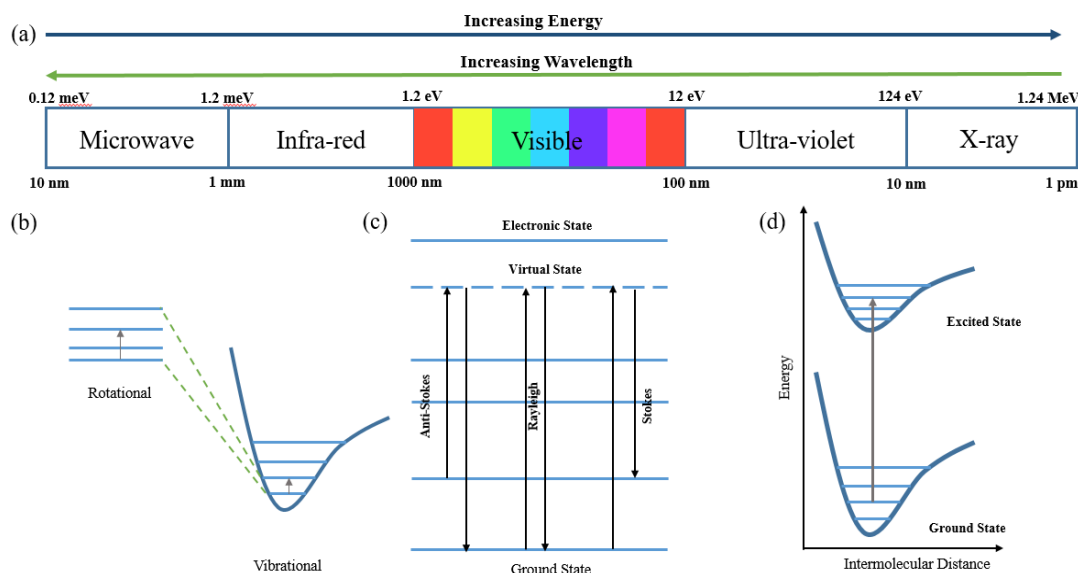 (a)
Increasing Energy
Increasing Wavelength
0.12 meV 1.2 meV 1.2 eV 12 eV 124 eV 1.24 MeV
Microwave Infra-red Visible Ultra-violet X-ray
10 nm 1 mm 1000 nm 100 nm 10 nm 1 pm
(b)
Rotational
Vibrational
(c)
Electronic State
Virtual State
Anti-Stokes
Rayleigh
Stokes
Ground State
(d)
Energy
Excited State
Ground State
Intermolecular Distance